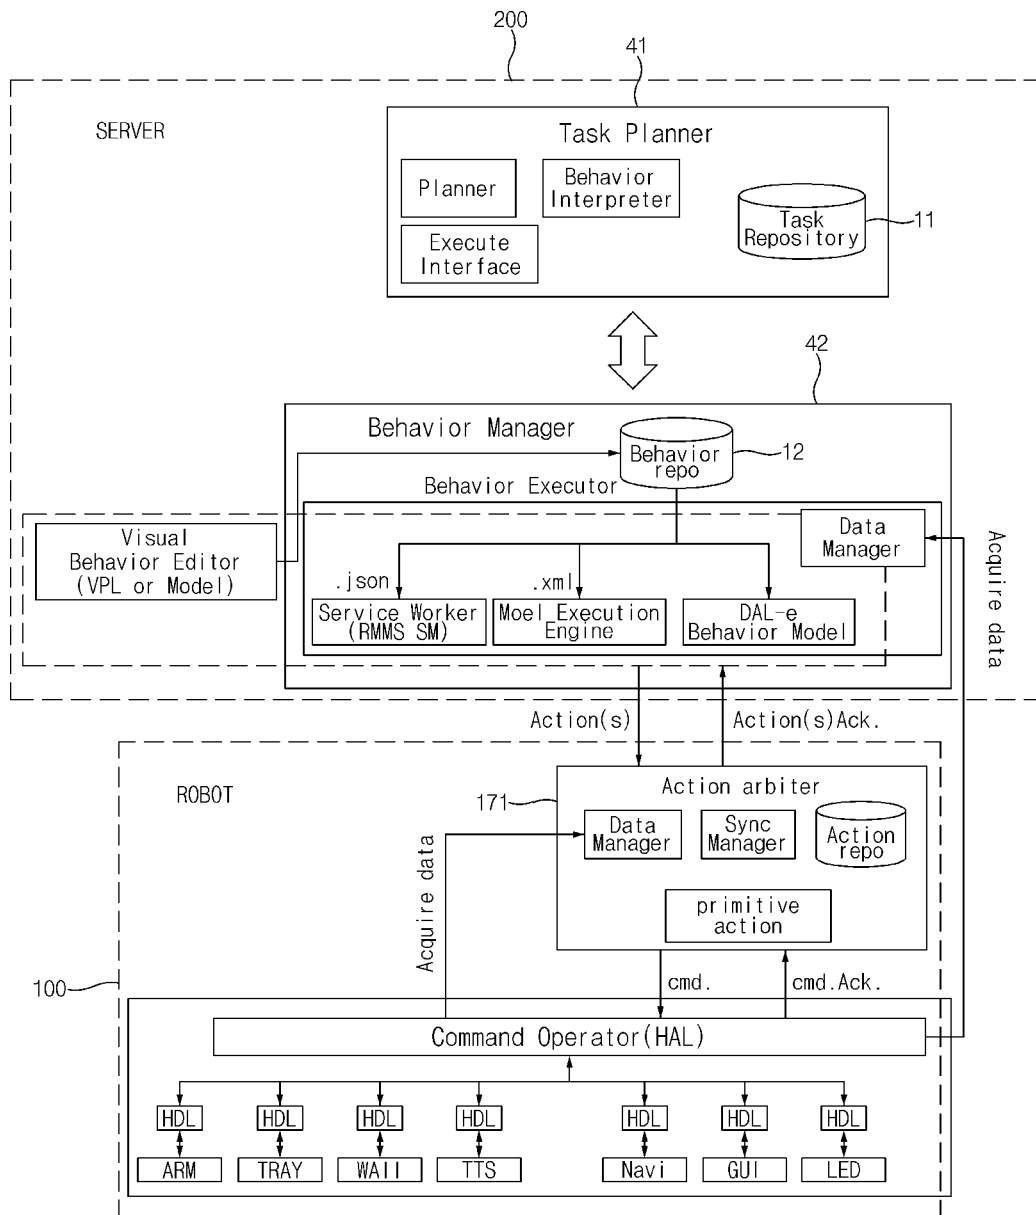 200
41
SERVER
Task Planner
Planner
Behavior
Interpreter
Execute
Interface
Task
Repository
11
42
Behavior Manager
Behavior
repo
12
Behavior Executor
Visual
Behavior Editor
(VPL or Model)
Data
Manager
.json
.xml
Service Worker
(RMMS SM)
Moel Execution
Engine
DAL-e
Behavior Model
Acquire data
Action(s)
Action(s)Ack.
ROBOT
171
Action arbiter
Data
Manager
Sync
Manager
Action
repo
primitive
action
Acquire data
100
cmd.
cmd.Ack.
Command Operator(HAL)
HDL
HDL
HDL
HDL
HDL
HDL
HDL
ARM
TRAY
WAII
TTS
Navi
GUI
LED